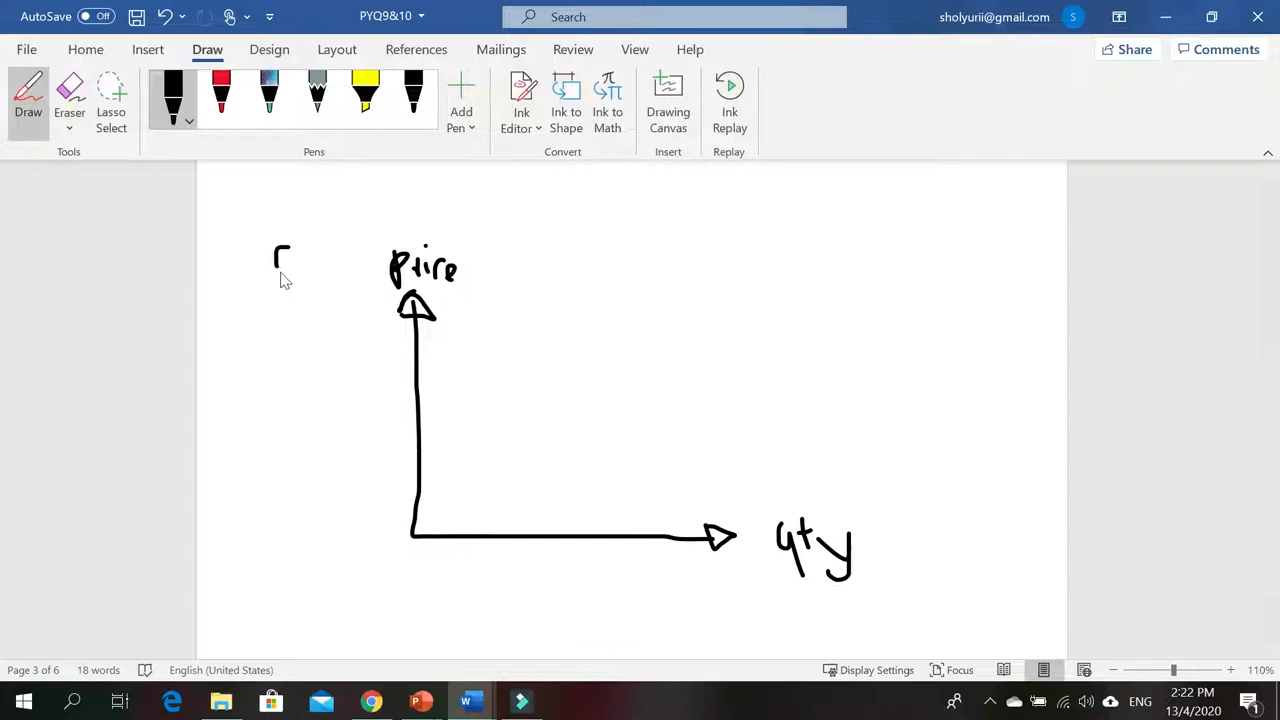 AutoSave Off PYQ9&10 Search sholyurii@gmail.com S
File Home Insert Draw Design Layout References Mailings Review View Help Share Comments
Draw Eraser Lasso Select Add Pen Ink Editor Ink to Shape Ink to Math Drawing Canvas Ink Replay
Tools Pens Convert Insert Replay
qty
Page 3 of 6 18 words English (United States) Display Settings Focus 110%
ENG 2:22 PM
13/4/2020 1